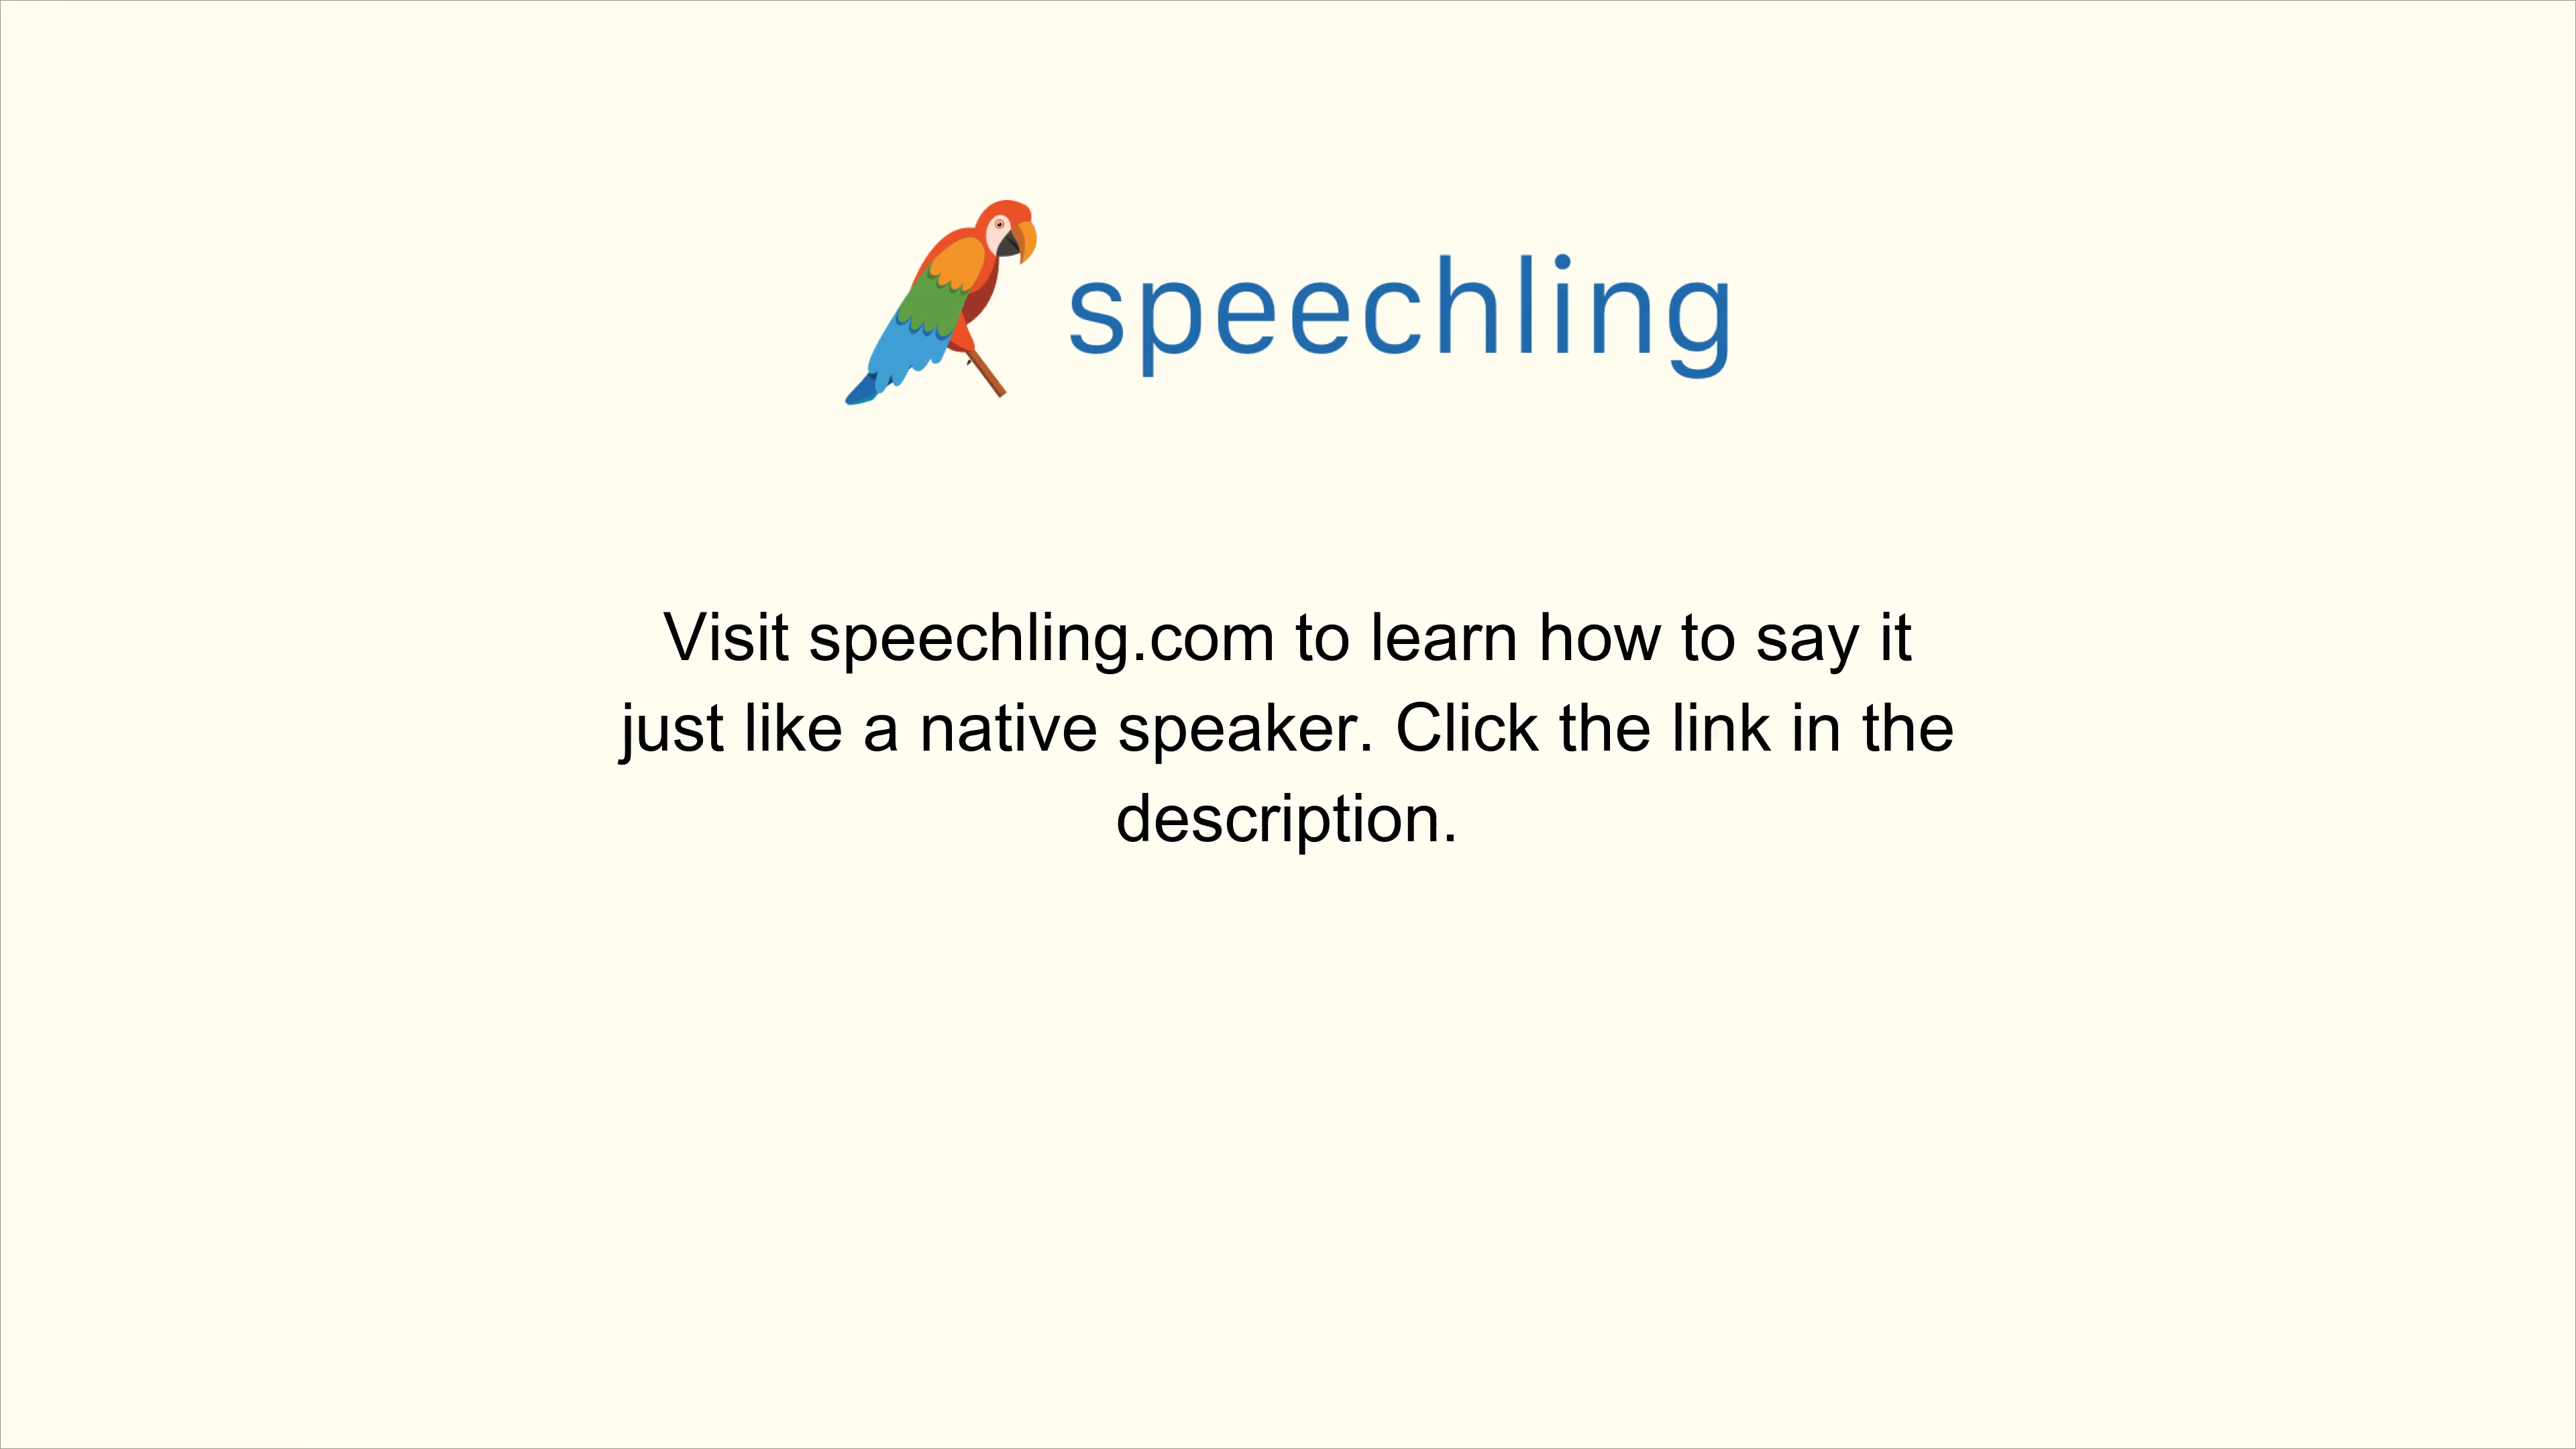 speechling
Visit speechling.com to learn how to say it
just like a native speaker. Click the link in the
description.